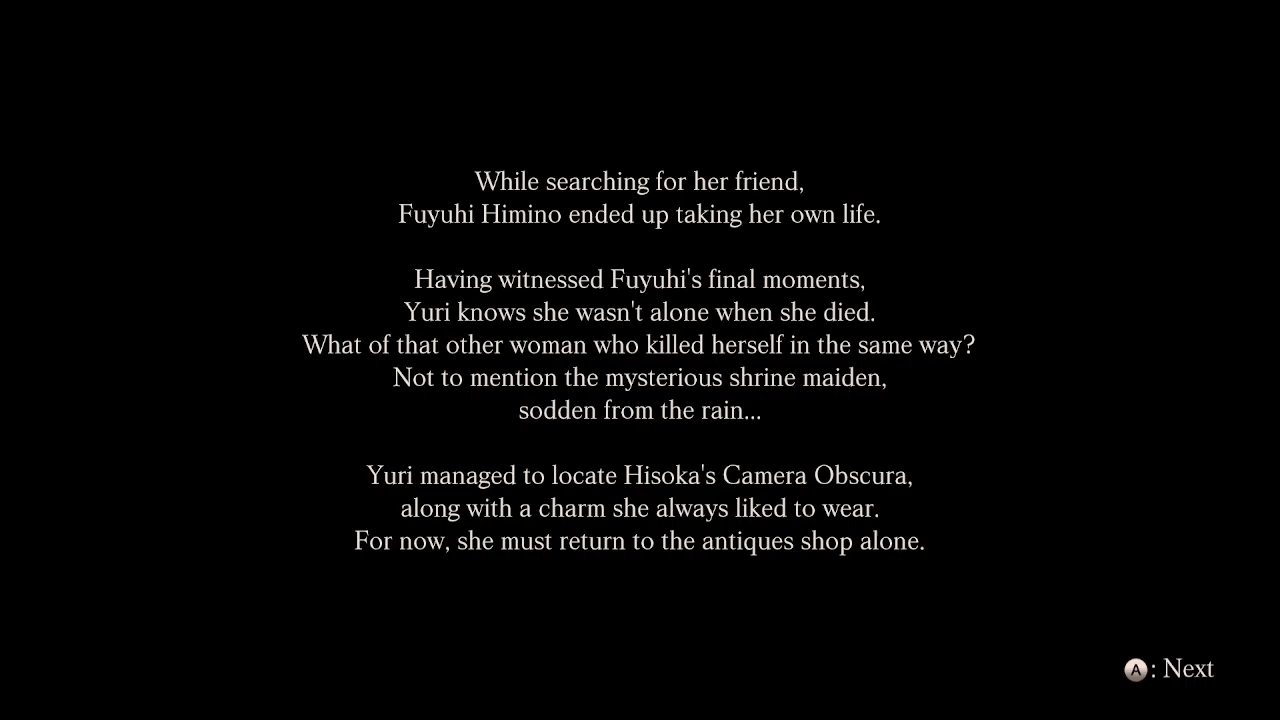 While searching for her friend,
Fuyuhi Himino ended up taking her own life.
Having witnessed Fuyuhi's final moments,
Yuri knows she wasn't alone when she died.
What of that other woman who killed herself in the same way?
Not to mention the mysterious shrine maiden,
sodden from the rain...
Yuri managed to locate Hisoka's Camera Obscura,
along with a charm she always liked to wear.
For now, she must return to the antiques shop alone.
A: Next